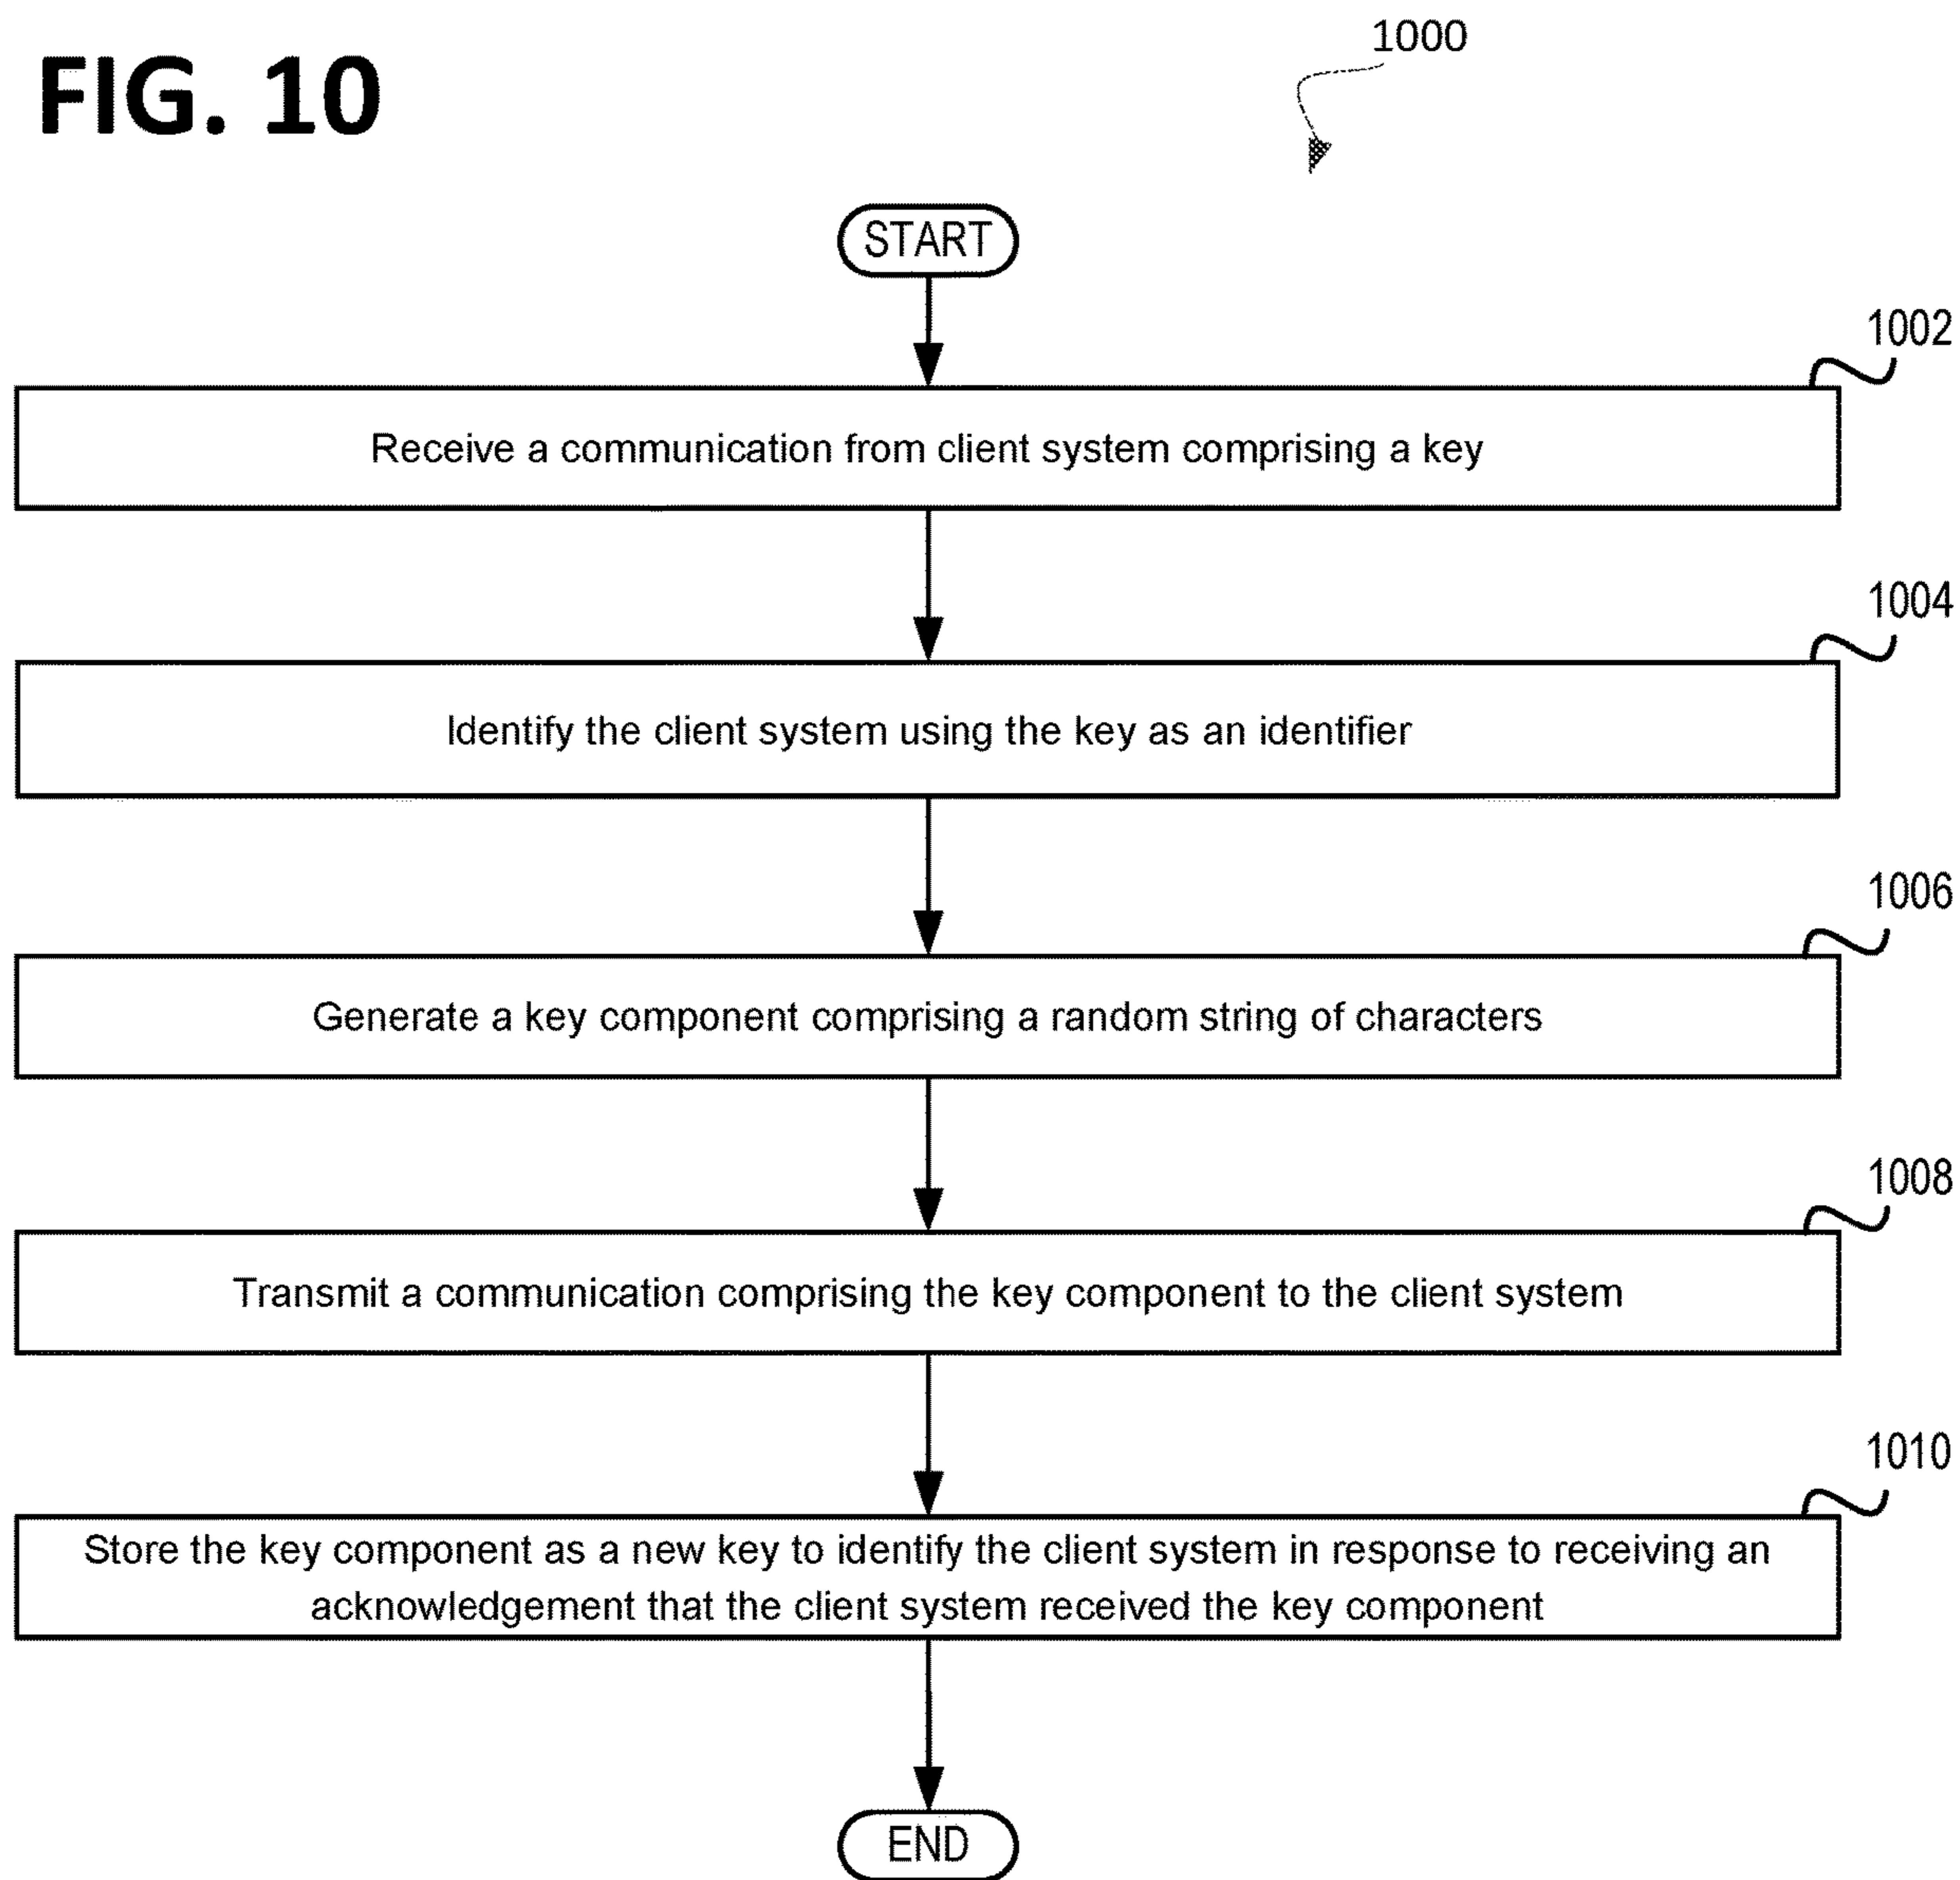 FIG. 10
1000
START
1002
Receive a communication from client system comprising a key
1004
Identify the client system using the key as an identifier
1006
Generate a key component comprising a random string of characters
1008
Transmit a communication comprising the key component to the client system
1010
Store the key component as a new key to identify the client system in response to receiving an
acknowledgement that the client system received the key component
END